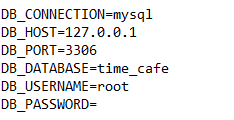 DB_CONNECTION=mysql
DB_HOST=127.0.0.1
DB_PORT=3306
DB_DATABASE=time_cafe
DB_USERNAME=root
DB_PASSWORD=